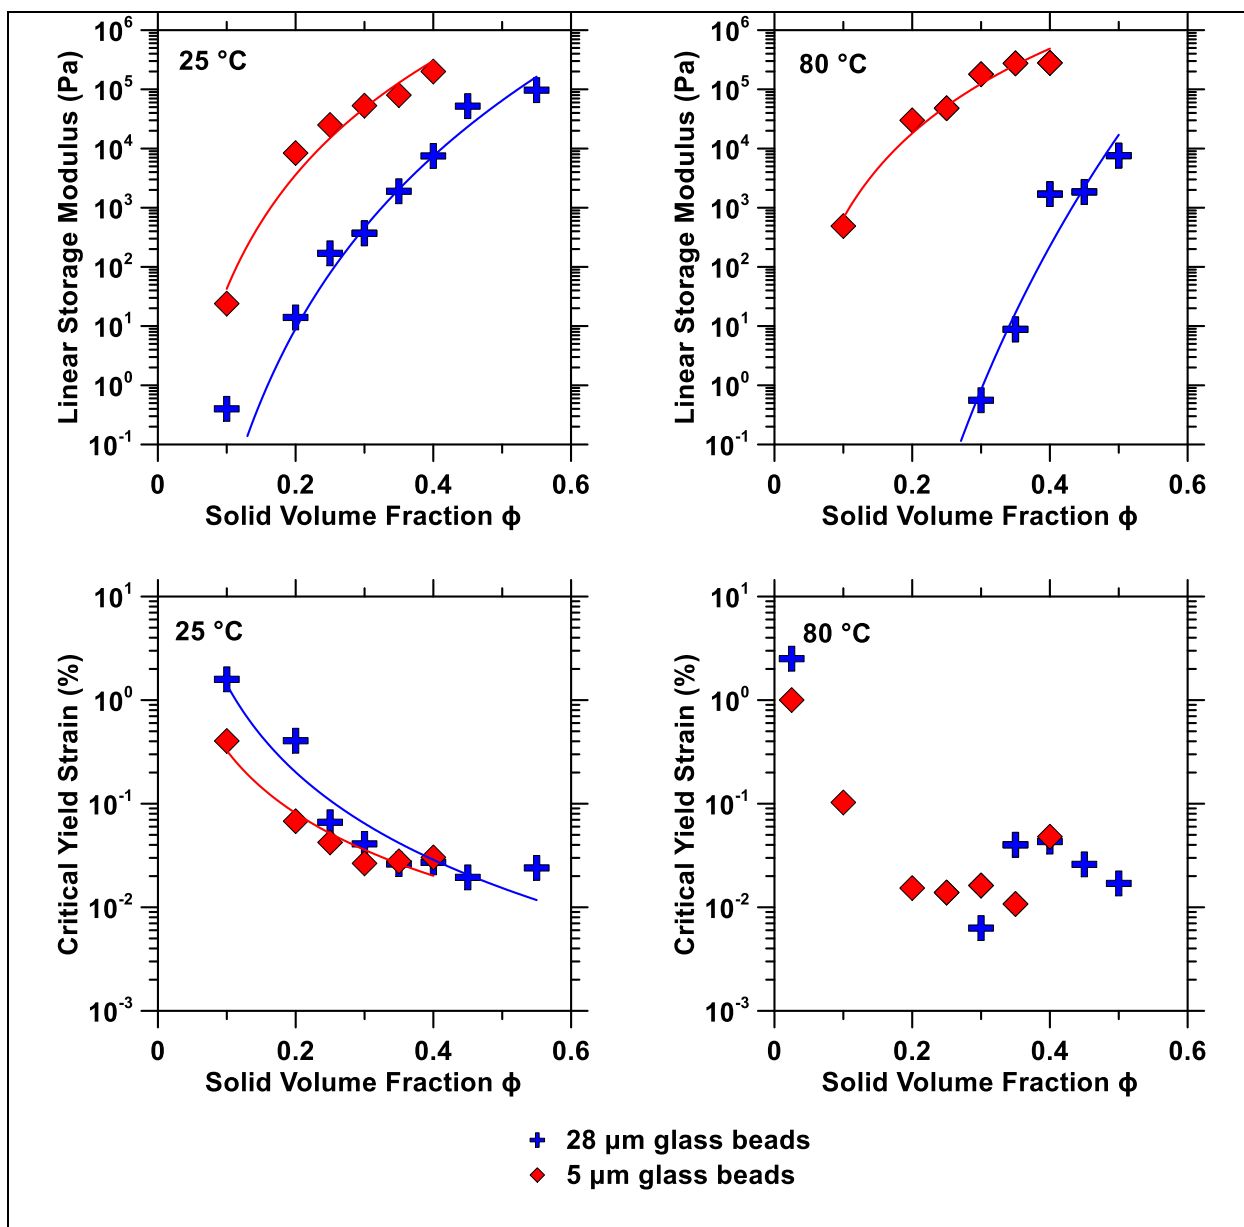 25 °C
Linear Storage Modulus (Pa)
10^6
10^5
10^4
10^3
10^2
10^1
10^0
10^-1
0 0.2 0.4 0.6
Solid Volume Fraction ϕ
80 °C
Linear Storage Modulus (Pa)
10^6
10^5
10^4
10^3
10^2
10^1
10^0
10^-1
0 0.2 0.4 0.6
Solid Volume Fraction ϕ
25 °C
Critical Yield Strain (%)
10^1
10^0
10^-1
10^-2
10^-3
0 0.2 0.4 0.6
Solid Volume Fraction ϕ
80 °C
Critical Yield Strain (%)
10^1
10^0
10^-1
10^-2
10^-3
0 0.2 0.4 0.6
Solid Volume Fraction ϕ
28 µm glass beads
5 µm glass beads